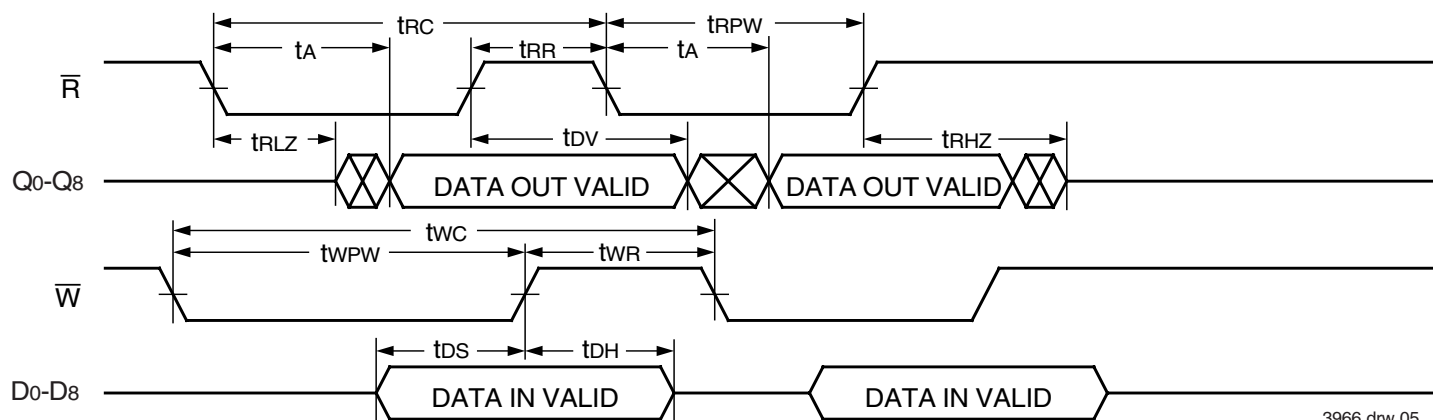 tRC tRPW
tA tRR tA
R̅
tRLZ tDV tRHZ
Q0-Q8 DATA OUT VALID DATA OUT VALID
tWC
tWPW tWR
W̅
tDS tDH
D0-D8 DATA IN VALID DATA IN VALID
3966 drw 05